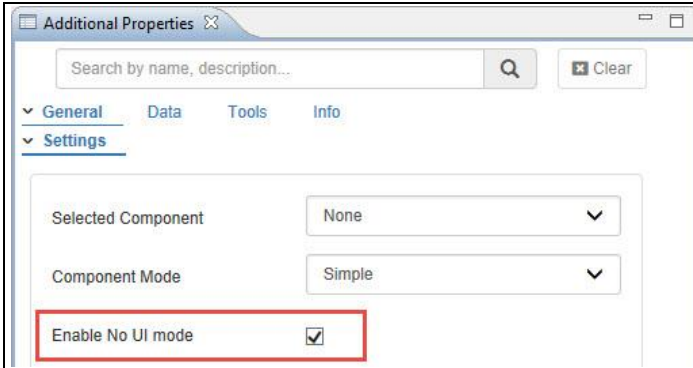 Additional Properties
Search by name, description...
Clear
General Data Tools Info
Settings
Selected Component None
Component Mode Simple
Enable No UI mode